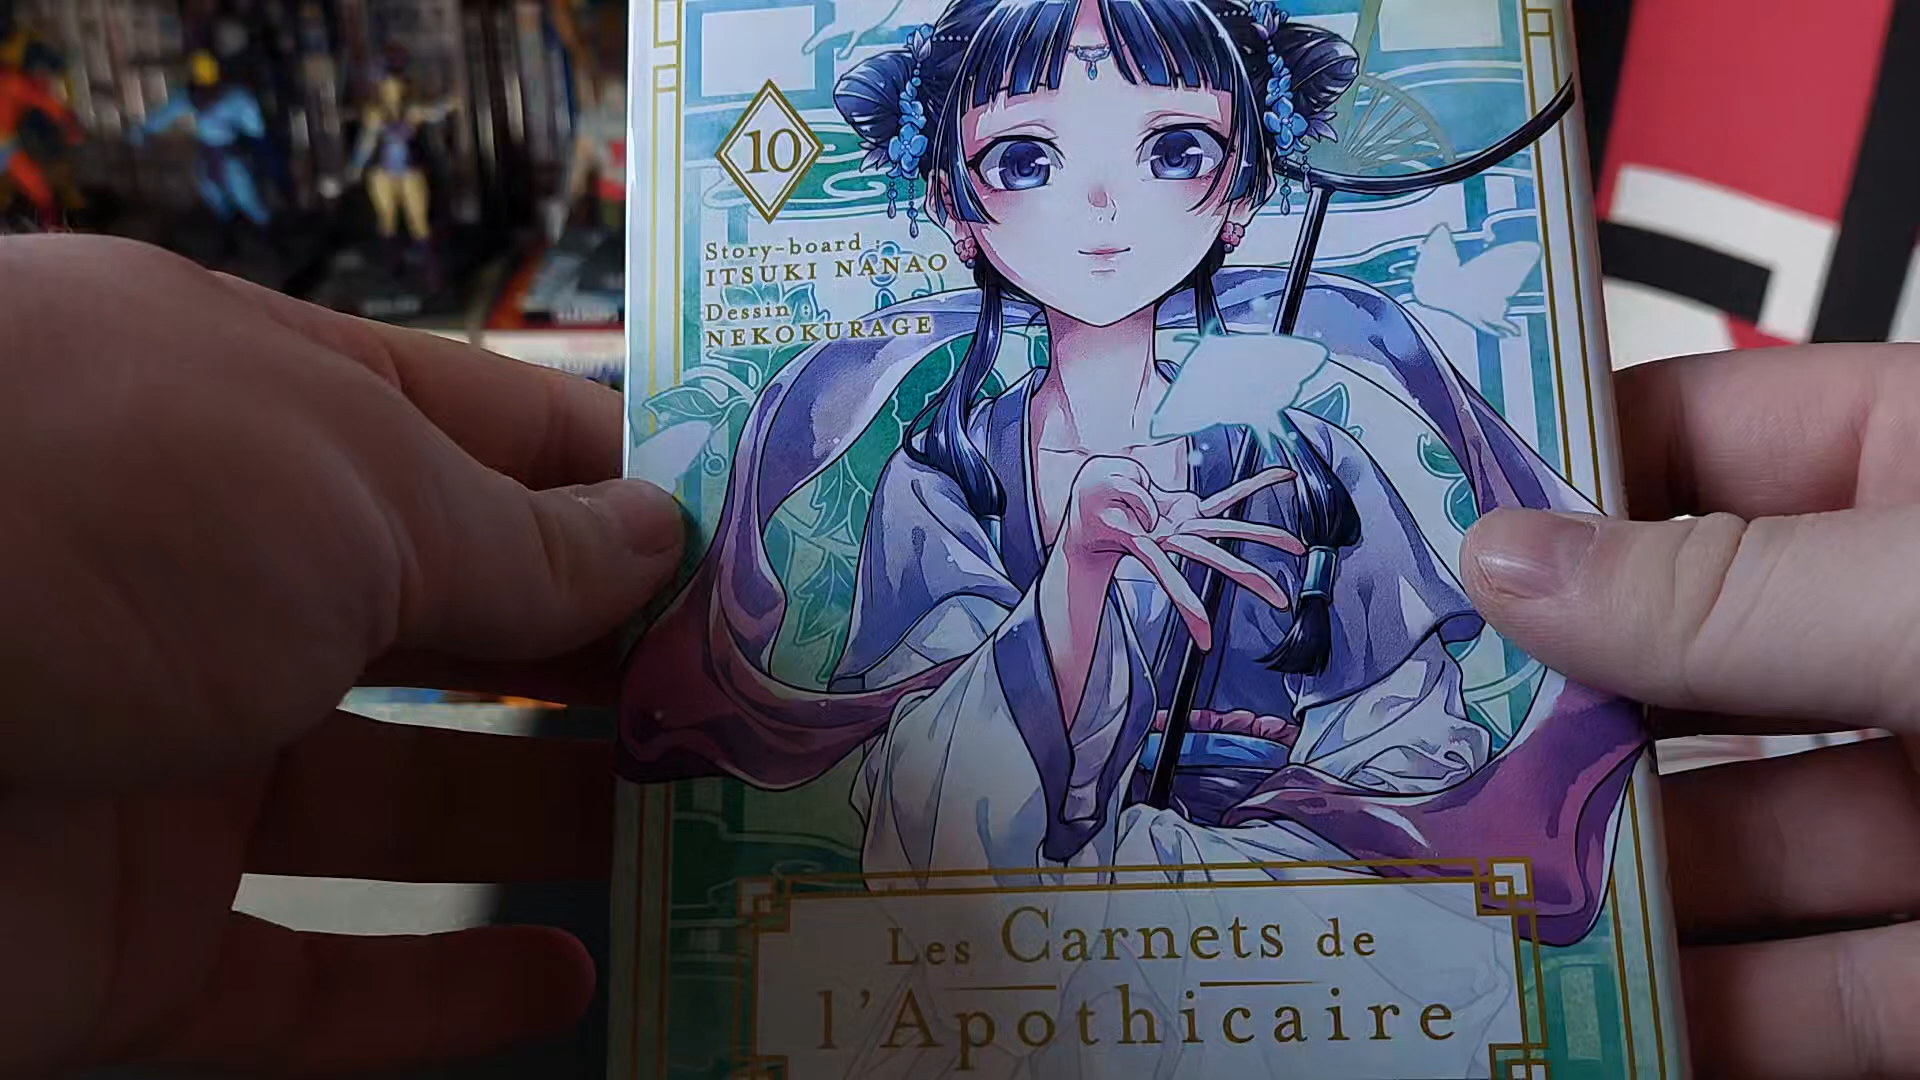 10
Story-board :
ITSUKI NANAO
Dessin :
NEKOKURAGE
Les Carnets de
l'Apothicaire